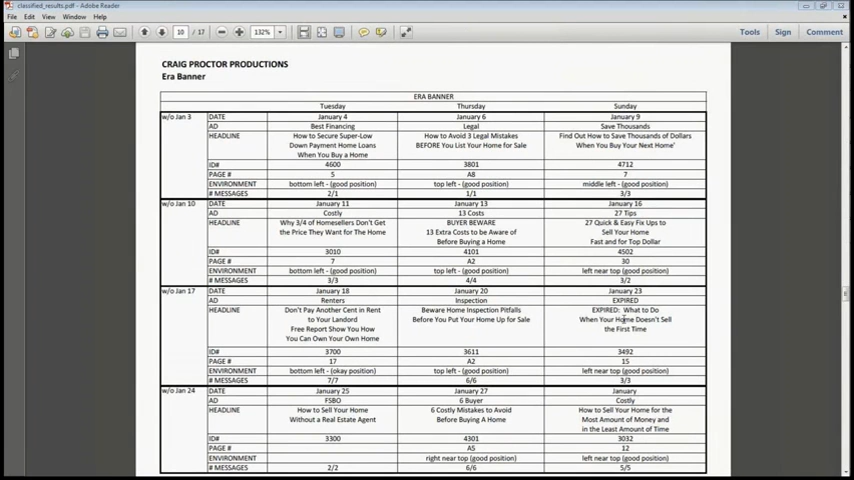 classified_results.pdf - Adobe Reader
File Edit View Window Help
10 / 17 132% Tools Sign Comment
CRAIG PROCTOR PRODUCTIONS
Era Banner
ERA BANNER
Tuesday Thursday Sunday
w/o Jan 3 DATE January 4 January 6 January 9
AD Best Financing Legal Save Thousands
HEADLINE How to Secure Super-Low How to Avoid 3 Legal Mistakes Find Out How to Save Thousands of Dollars
Down Payment Home Loans BEFORE You List Your Home for Sale When You Buy Your Next Home'
When You Buy a Home
ID# 4600 3801 4712
PAGE # 5 A8 7
ENVIRONMENT bottom left - (good position) top left - (good position) middle left - (good position)
# MESSAGES 2/1 1/1 3/3
w/o Jan 10 DATE January 11 January 13 January 16
AD Costly 13 Costs 27 Tips
HEADLINE Why 3/4 of Homesellers Don't Get BUYER BEWARE 27 Quick & Easy Fix Ups to
the Price They Want for The Home 13 Extra Costs to be Aware of Sell Your Home
Before Buying a Home Fast and for Top Dollar
ID# 3010 4101 4502
PAGE # 7 A2 30
ENVIRONMENT bottom left - (good position) top left - (good position) left near top (good position)
# MESSAGES 3/3 4/4 3/2
w/o Jan 17 DATE January 18 January 20 January 23
AD Renters Inspection EXPIRED
HEADLINE Don't Pay Another Cent in Rent Beware Home Inspection Pitfalls EXPIRED: What to Do
to Your Landord Before You Put Your Home Up for Sale When Your Home Doesn't Sell
Free Report Show You How the First Time
You Can Own Your Own Home
ID# 3700 3611 3492
PAGE # 17 A2 15
ENVIRONMENT bottom left - (okay position) top left - (good position) left near top (good position)
# MESSAGES 7/7 6/6 3/3
w/o Jan 24 DATE January 25 January 27 January
AD FSBO 6 Buyer Costly
HEADLINE How to Sell Your Home 6 Costly Mistakes to Avoid How to Sell Your Home for the
Without a Real Estate Agent Before Buying A Home Most Amount of Money and
in the Least Amount of Time
ID# 3300 4301 3032
PAGE # A5 12
ENVIRONMENT right near top (good position) left near top (good position)
# MESSAGES 2/2 6/6 5/5